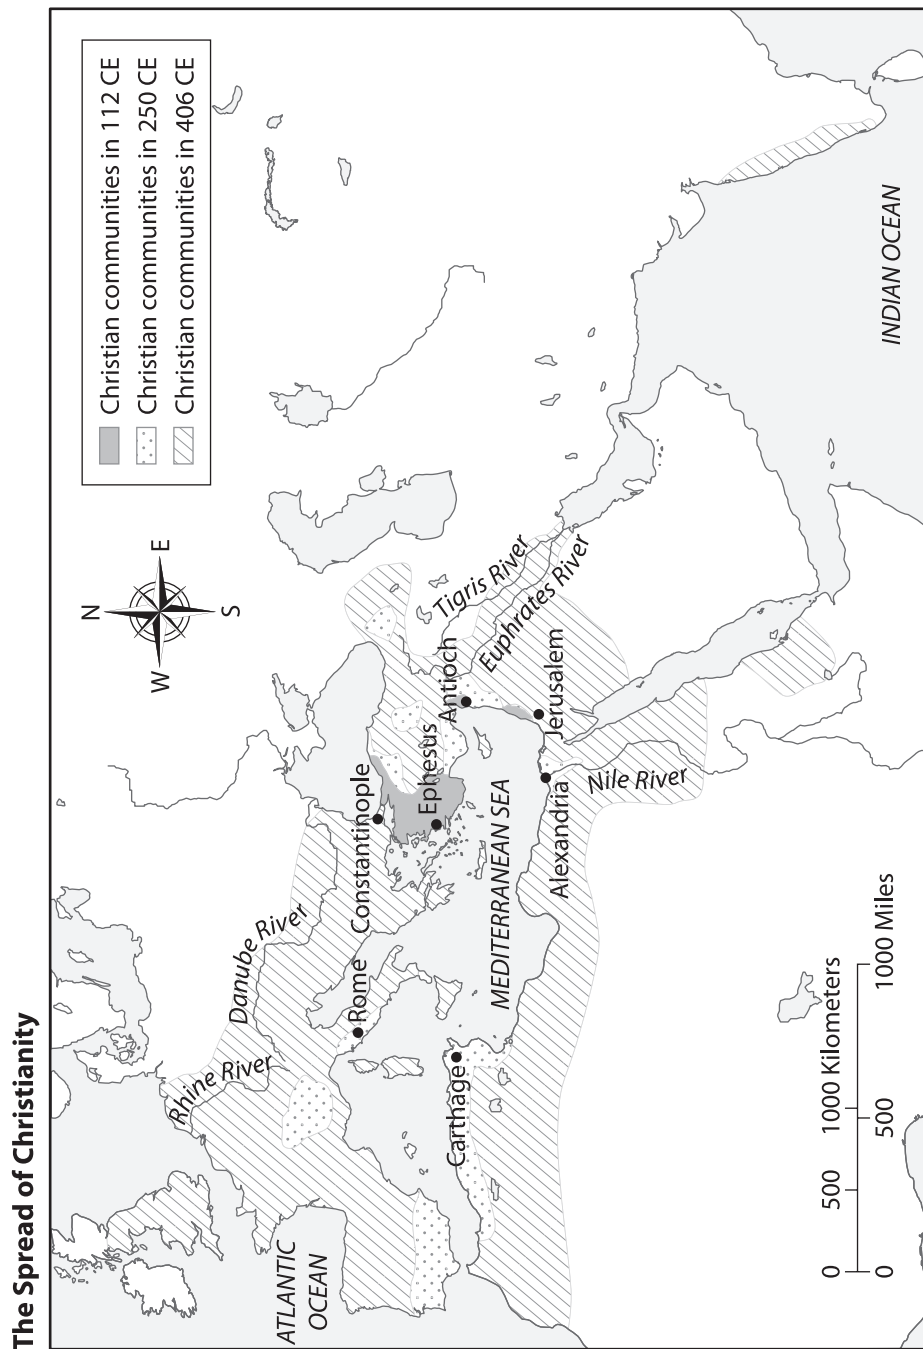 The Spread of Christianity
Christian communities in 112 CE
Christian communities in 250 CE
Christian communities in 406 CE
N
W
E
S
ATLANTIC
OCEAN
Rhine River
Danube River
Rome
Constantinople
Ephesus
Antioch
Tigris River
Euphrates River
Jerusalem
Carthage
MEDITERRANEAN SEA
Alexandria
Nile River
INDIAN OCEAN
0 500 1000 Kilometers
0 500 1000 Miles